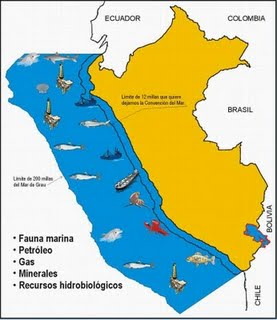 ECUADOR
COLOMBIA
Límite de 12 millas que quiere
dejarnos la Convención del Mar
BRASIL
Límite de 200 millas
del Mar de Grau
BOLIVIA
• Fauna marina
• Petróleo
• Gas
• Minerales
• Recursos hidrobiológicos
CHILE